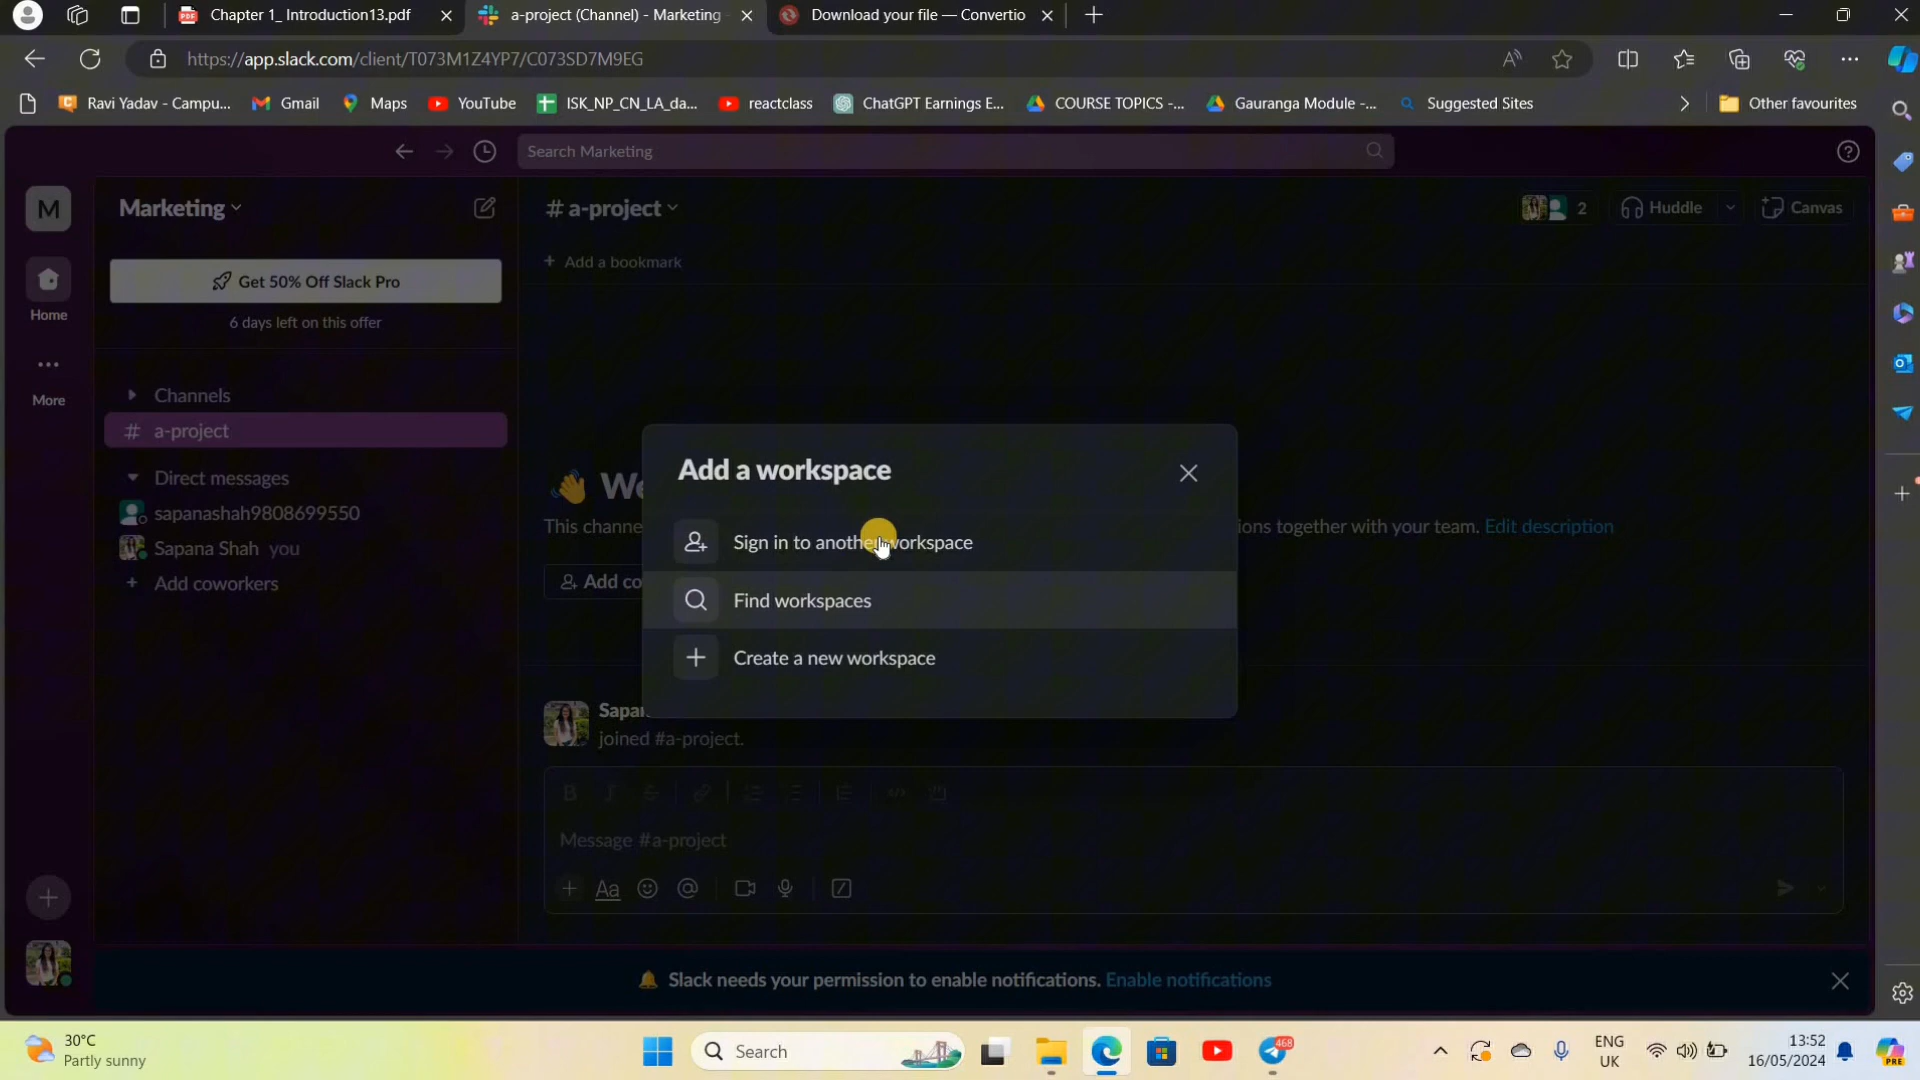 Chapter 1_ Introduction13.pdf
a-project (Channel) - Marketing
Download your file — Convertio
https://app.slack.com/client/T073M1Z4YP7/C073SD7M9EG
Ravi Yadav - Campu...
Gmail
Maps
YouTube
ISK_NP_CN_LA_da...
reactclass
ChatGPT Earnings E...
COURSE TOPICS -...
Gauranga Module -...
Suggested Sites
Other favourites
Search Marketing
M
Marketing
# a-project
2
Huddle
Canvas
+ Add a bookmark
Get 50% Off Slack Pro
6 days left on this offer
Home
More
Channels
# a-project
Direct messages
sapanashah9808699550
Sapana Shah you
+ Add coworkers
Add a workspace
Sign in to another workspace
Find workspaces
Create a new workspace
This channe
ions together with your team. Edit description
Add co
joined #a-project.
Message #a-project
Aa
Slack needs your permission to enable notifications. Enable notifications
30°C
Partly sunny
Search
468
ENG
UK
13:52
16/05/2024
PRE